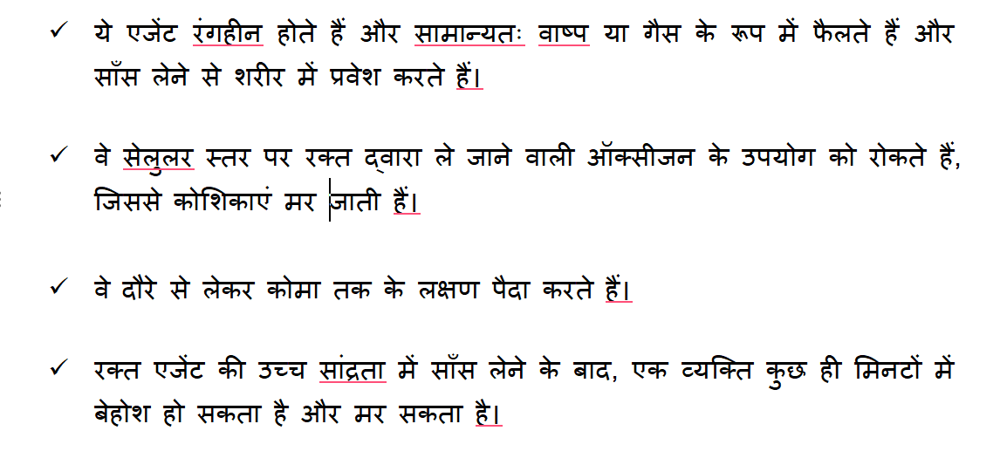 ✓ ये एजेंट रंगहीन होते हैं और सामान्यतः वाष्प या गैस के रूप में फैलते हैं और
साँस लेने से शरीर में प्रवेश करते हैं।
✓ वे सेलुलर स्तर पर रक्त द्वारा ले जाने वाली ऑक्सीजन के उपयोग को रोकते हैं,
जिससे कोशिकाएं मर जाती हैं।
✓ वे दौरे से लेकर कोमा तक के लक्षण पैदा करते हैं।
✓ रक्त एजेंट की उच्च सांद्रता में साँस लेने के बाद, एक व्यक्ति कुछ ही मिनटों में
बेहोश हो सकता है और मर सकता है।